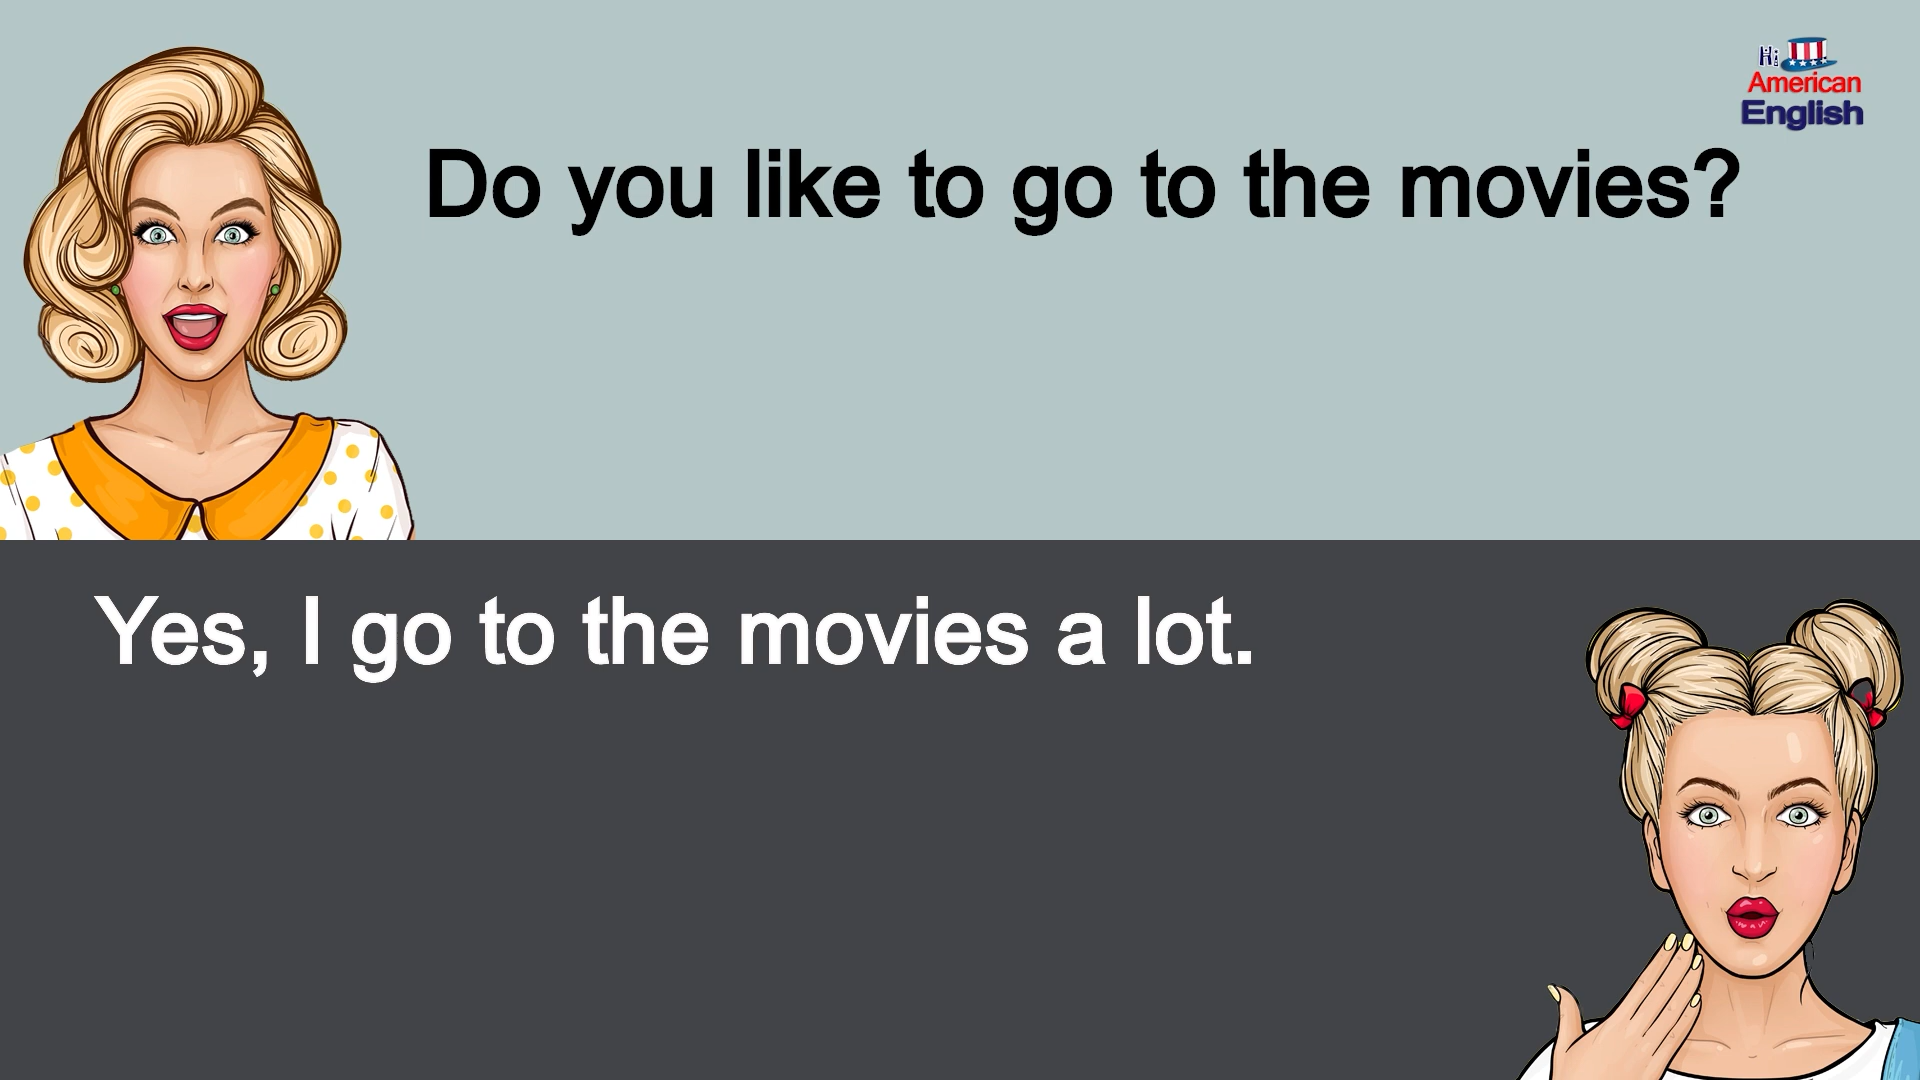 Hi
American
English
Do you like to go to the movies?
Yes, I go to the movies a lot.